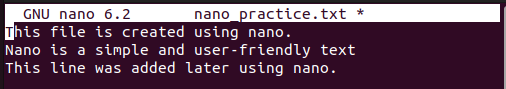 GNU nano 6.2 nano_practice.txt *
This file is created using nano.
Nano is a simple and user-friendly text
This line was added later using nano.